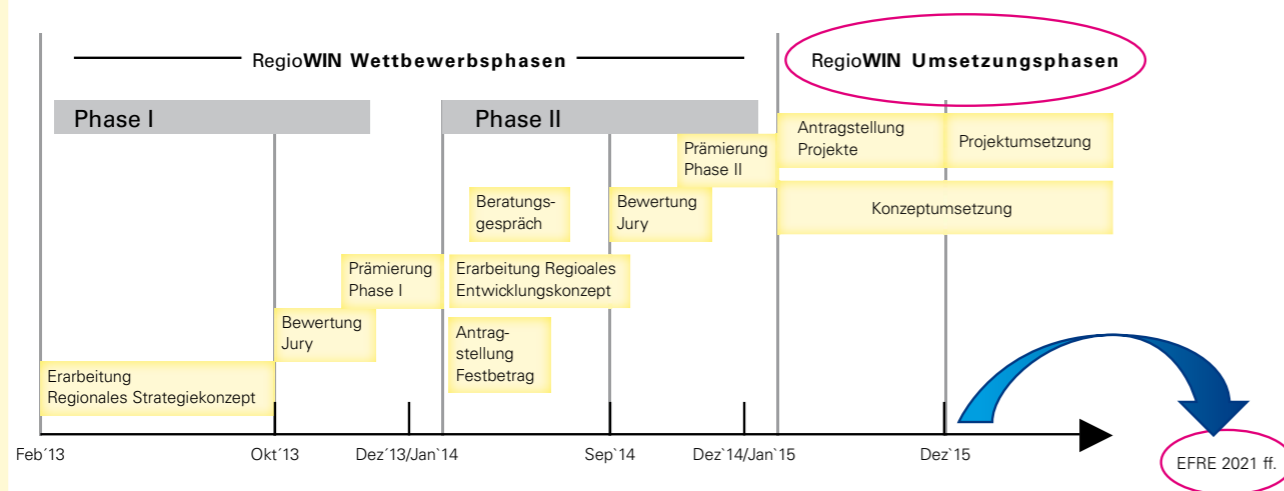 RegioWIN Wettbewerbsphasen
RegioWIN Umsetzungsphasen
Phase I
Phase II
Antragstellung
Projekte
Projektumsetzung
Prämierung
Phase II
Beratungs-
gespräch
Bewertung
Jury
Konzeptumsetzung
Prämierung
Phase I
Erarbeitung Regioales
Entwicklungskonzept
Bewertung
Jury
Antrag-
stellung
Festbetrag
Erarbeitung
Regionales Strategiekonzept
Feb´13
Okt´13
Dez´13/Jan`14
Sep`14
Dez`14/Jan`15
Dez`15
EFRE 2021 ff.